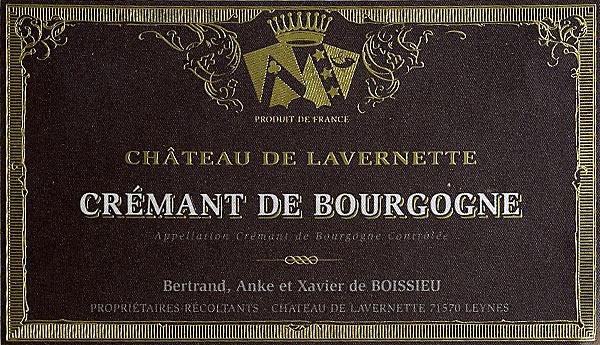 PRODUIT DE FRANCE
CHÂTEAU DE LAVERNETTE
CRÉMANT DE BOURGOGNE
Appellation Crémant de Bourgogne Contrôlée
Bertrand, Anke et Xavier de BOISSIEU
PROPRIÉTAIRES-RÉCOLTANTS - CHATEAU DE LAVERNETTE 71570 LEYNES